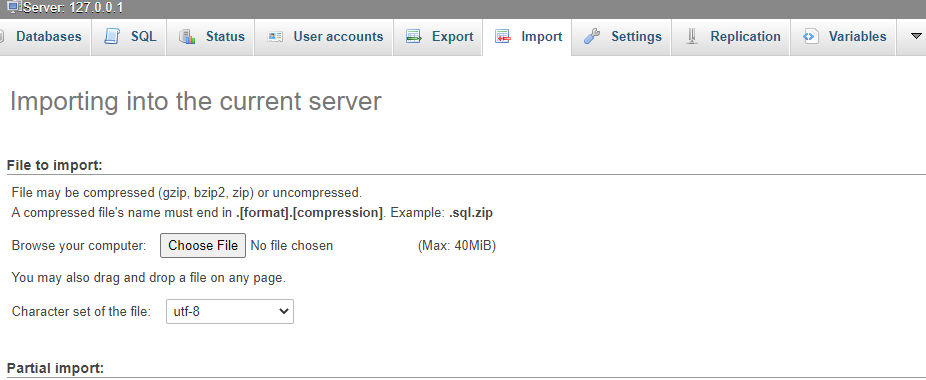 Server: 127.0.0.1
Databases SQL Status User accounts Export Import Settings Replication Variables
Importing into the current server
File to import:
File may be compressed (gzip, bzip2, zip) or uncompressed.
A compressed file's name must end in .[format].[compression]. Example: .sql.zip
Browse your computer: Choose File No file chosen (Max: 40MiB)
You may also drag and drop a file on any page.
Character set of the file: utf-8
Partial import: